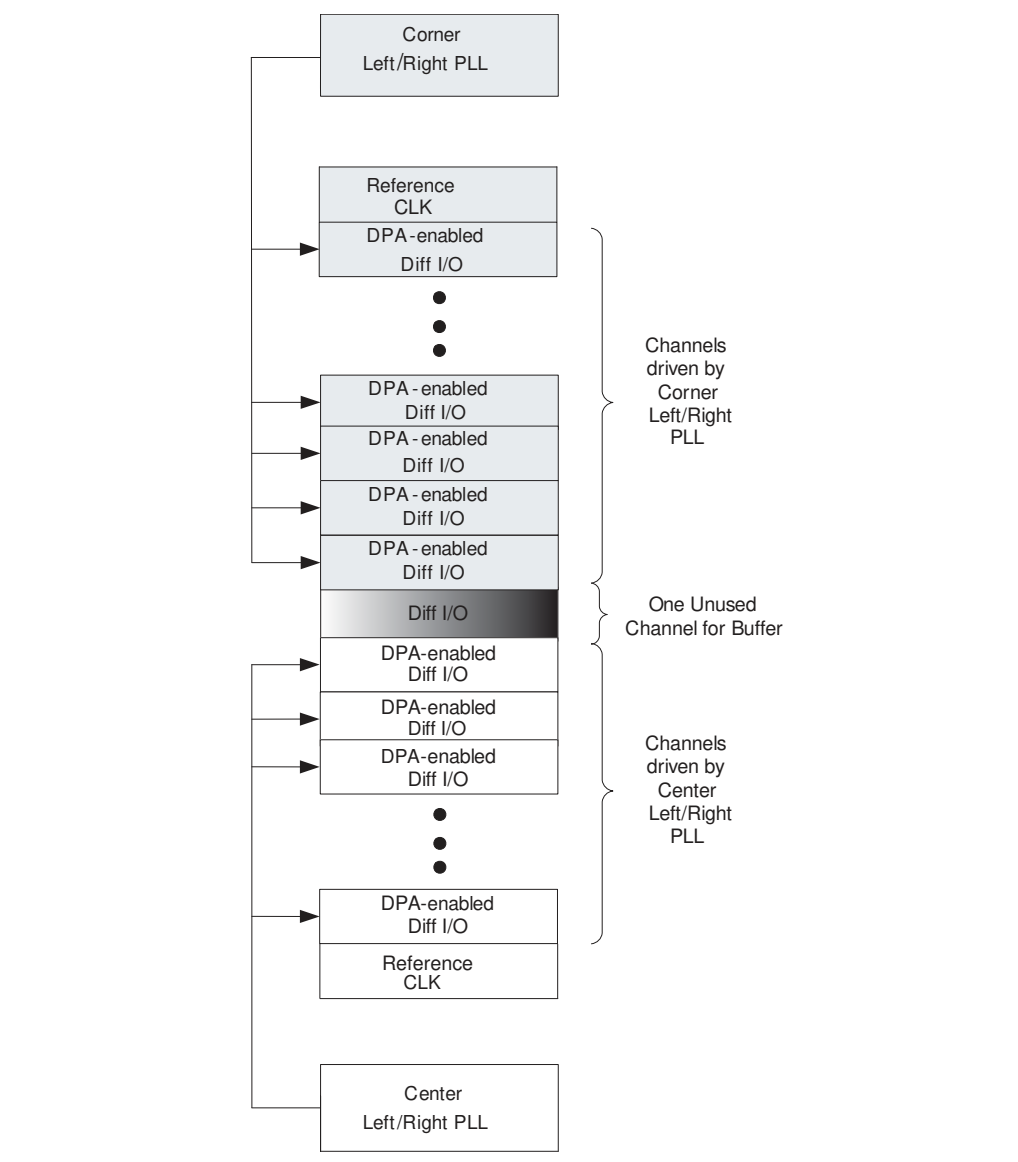 Corner
Left/Right PLL
Reference
CLK
DPA-enabled
Diff I/O
DPA-enabled
Diff I/O
DPA-enabled
Diff I/O
DPA-enabled
Diff I/O
DPA-enabled
Diff I/O
Channels
driven by
Corner
Left/Right
PLL
Diff I/O
One Unused
Channel for Buffer
DPA-enabled
Diff I/O
DPA-enabled
Diff I/O
DPA-enabled
Diff I/O
Channels
driven by
Center
Left/Right
PLL
DPA-enabled
Diff I/O
Reference
CLK
Center
Left/Right PLL